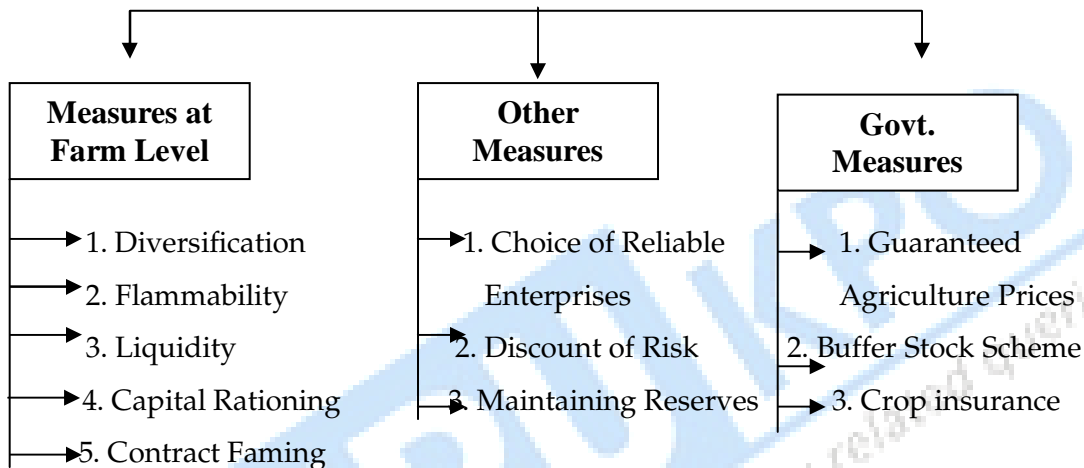 Measures at
Farm Level
1. Diversification
2. Flammability
3. Liquidity
4. Capital Rationing
5. Contract Faming
Other
Measures
1. Choice of Reliable
Enterprises
2. Discount of Risk
3. Maintaining Reserves
Govt.
Measures
1. Guaranteed
Agriculture Prices
2. Buffer Stock Scheme
3. Crop insurance